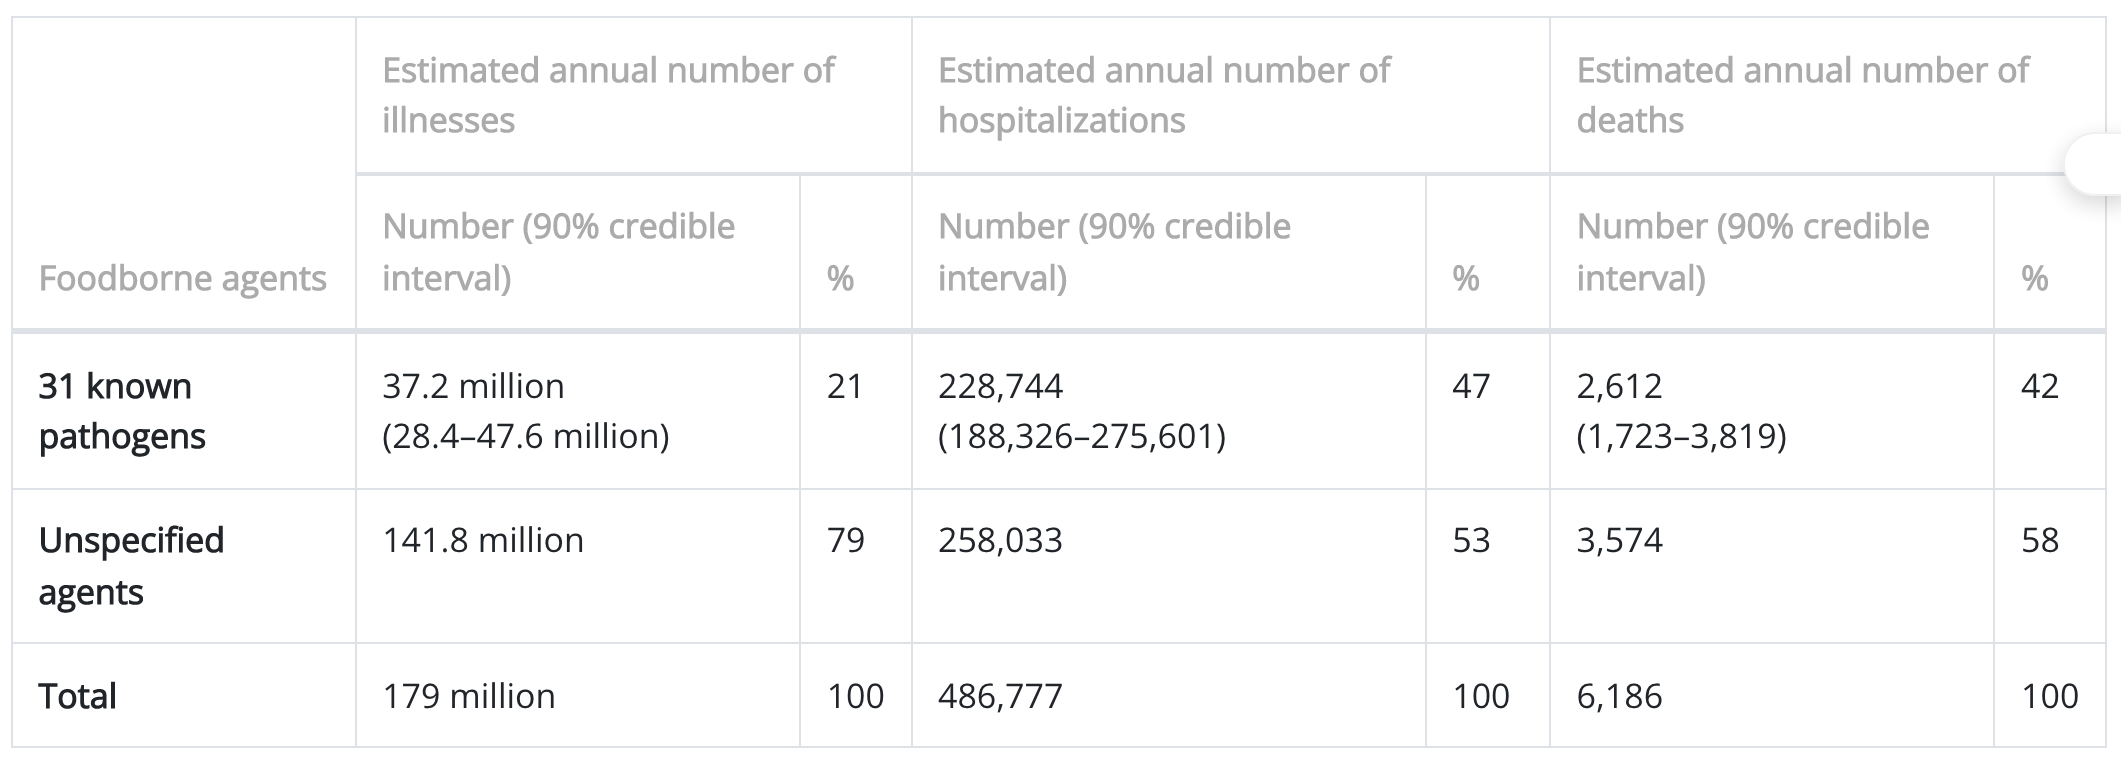 Estimated annual number of
illnesses
Estimated annual number of
hospitalizations
Estimated annual number of
deaths
Foodborne agents
Number (90% credible
interval)
%
Number (90% credible
interval)
%
Number (90% credible
interval)
%
31 known
pathogens
37.2 million
(28.4–47.6 million)
21
228,744
(188,326–275,601)
47
2,612
(1,723–3,819)
42
Unspecified
agents
141.8 million
79
258,033
53
3,574
58
Total
179 million
100
486,777
100
6,186
100